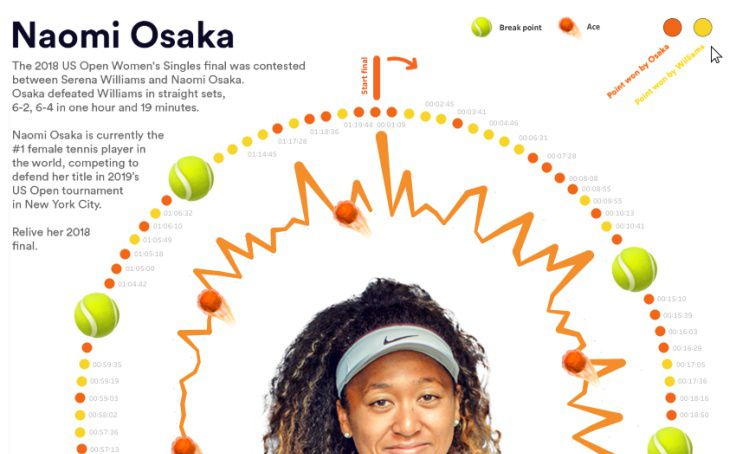 Naomi Osaka
The 2018 US Open Women's Singles final was contested
between Serena Williams and Naomi Osaka.
Osaka defeated Williams in straight sets,
6-2, 6-4 in one hour and 19 minutes.
Naomi Osaka is currently the
#1 female tennis player in
the world, competing to
defend her title in 2019's
US Open tournament
in New York City.
Relive her 2018
final.
Break point
Ace
Point won by Osaka
Point won by Williams
Start final
00:01:09
00:02:45
00:03:41
00:04:46
00:06:31
00:07:28
00:08:08
00:08:55
00:09:55
00:10:13
00:10:41
00:15:10
00:15:39
00:16:03
00:16:29
00:17:05
00:17:36
00:18:16
00:18:50
01:19:44
01:18:36
01:17:28
01:14:45
01:06:32
01:06:10
01:05:49
01:05:00
01:04:42
00:59:35
00:59:19
00:59:03
00:58:02
00:57:36
00:57:13